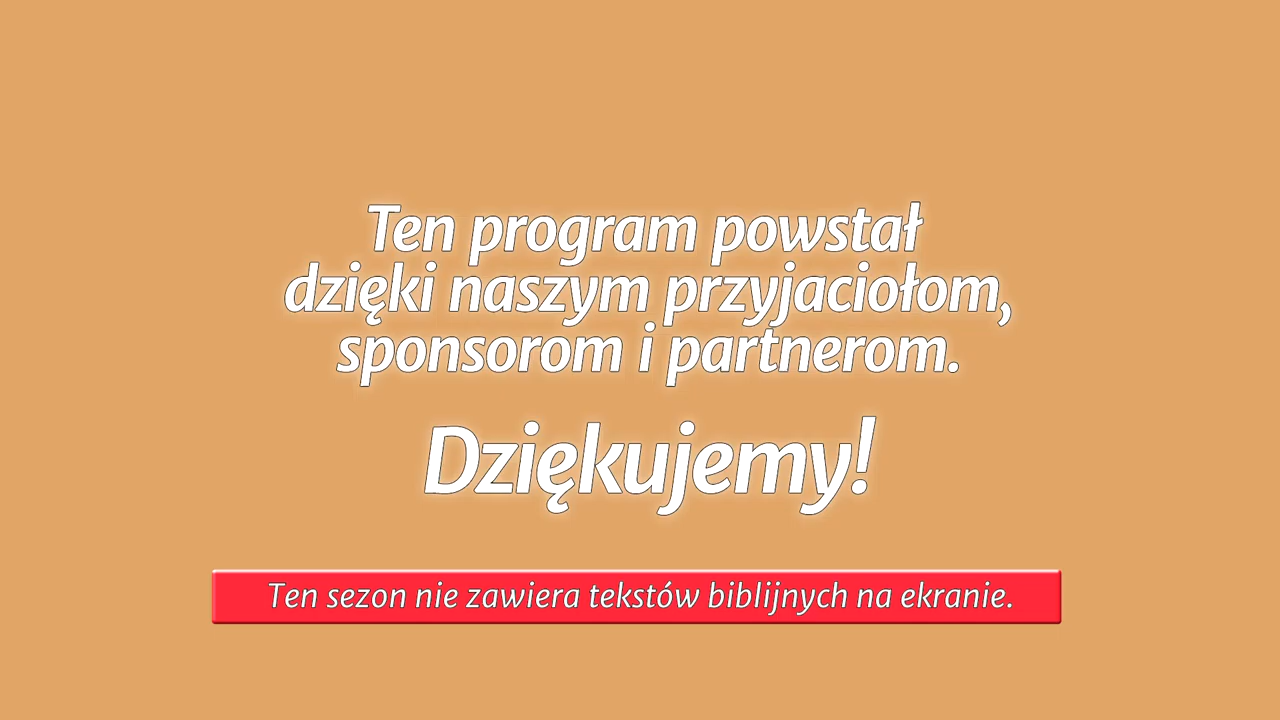 Ten program powstał
dzięki naszym przyjaciołom,
sponsorom i partnerom.
Dziękujemy!
Ten sezon nie zawiera tekstów biblijnych na ekranie.